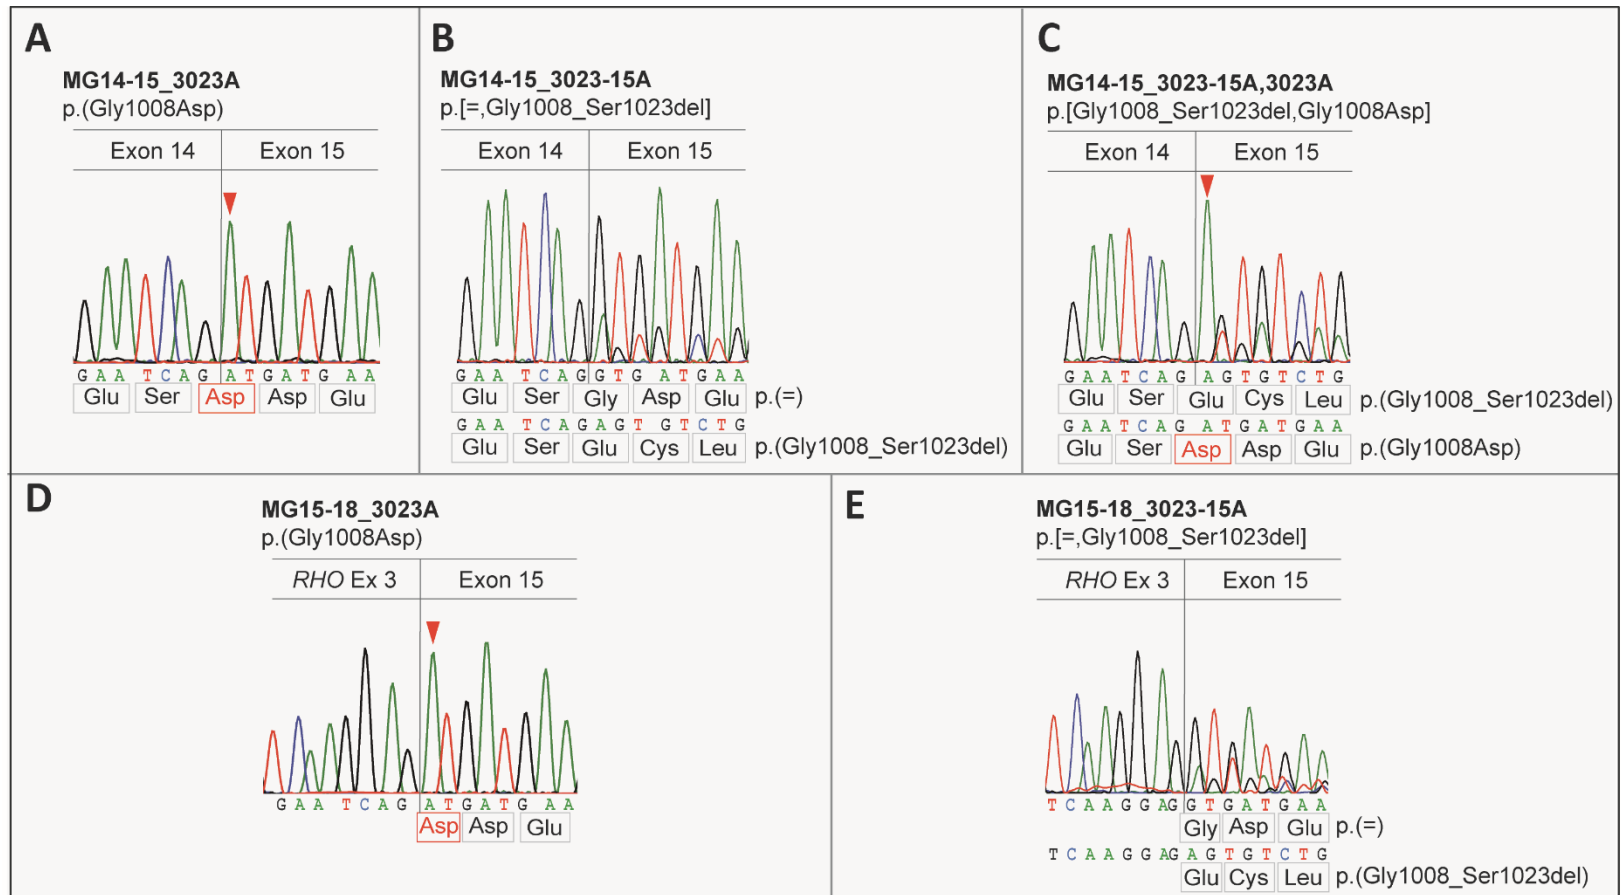 A
MG14-15_3023A
p.(Gly1008Asp)
Exon 14 Exon 15
G A A T C A G A T G A T G A A
Glu Ser Asp Asp Glu
B
MG14-15_3023-15A
p.[=,Gly1008_Ser1023del]
Exon 14 Exon 15
G A A T C A G G T G A T G A A
Glu Ser Gly Asp Glu p.(=)
G A A T C A G A G T G T C T G
Glu Ser Glu Cys Leu p.(Gly1008_Ser1023del)
C
MG14-15_3023-15A,3023A
p.[Gly1008_Ser1023del,Gly1008Asp]
Exon 14 Exon 15
G A A T C A G A G T G T C T G
Glu Ser Glu Cys Leu p.(Gly1008_Ser1023del)
G A A T C A G A T G A T G A A
Glu Ser Asp Asp Glu p.(Gly1008Asp)
D
MG15-18_3023A
p.(Gly1008Asp)
RHO Ex 3 Exon 15
G A A T C A G A T G A T G A A
Asp Asp Glu
E
MG15-18_3023-15A
p.[=,Gly1008_Ser1023del]
RHO Ex 3 Exon 15
T C A A G G A G G T G A T G A A
Gly Asp Glu p.(=)
T C A A G G A G A G T G T C T G
Glu Cys Leu p.(Gly1008_Ser1023del)